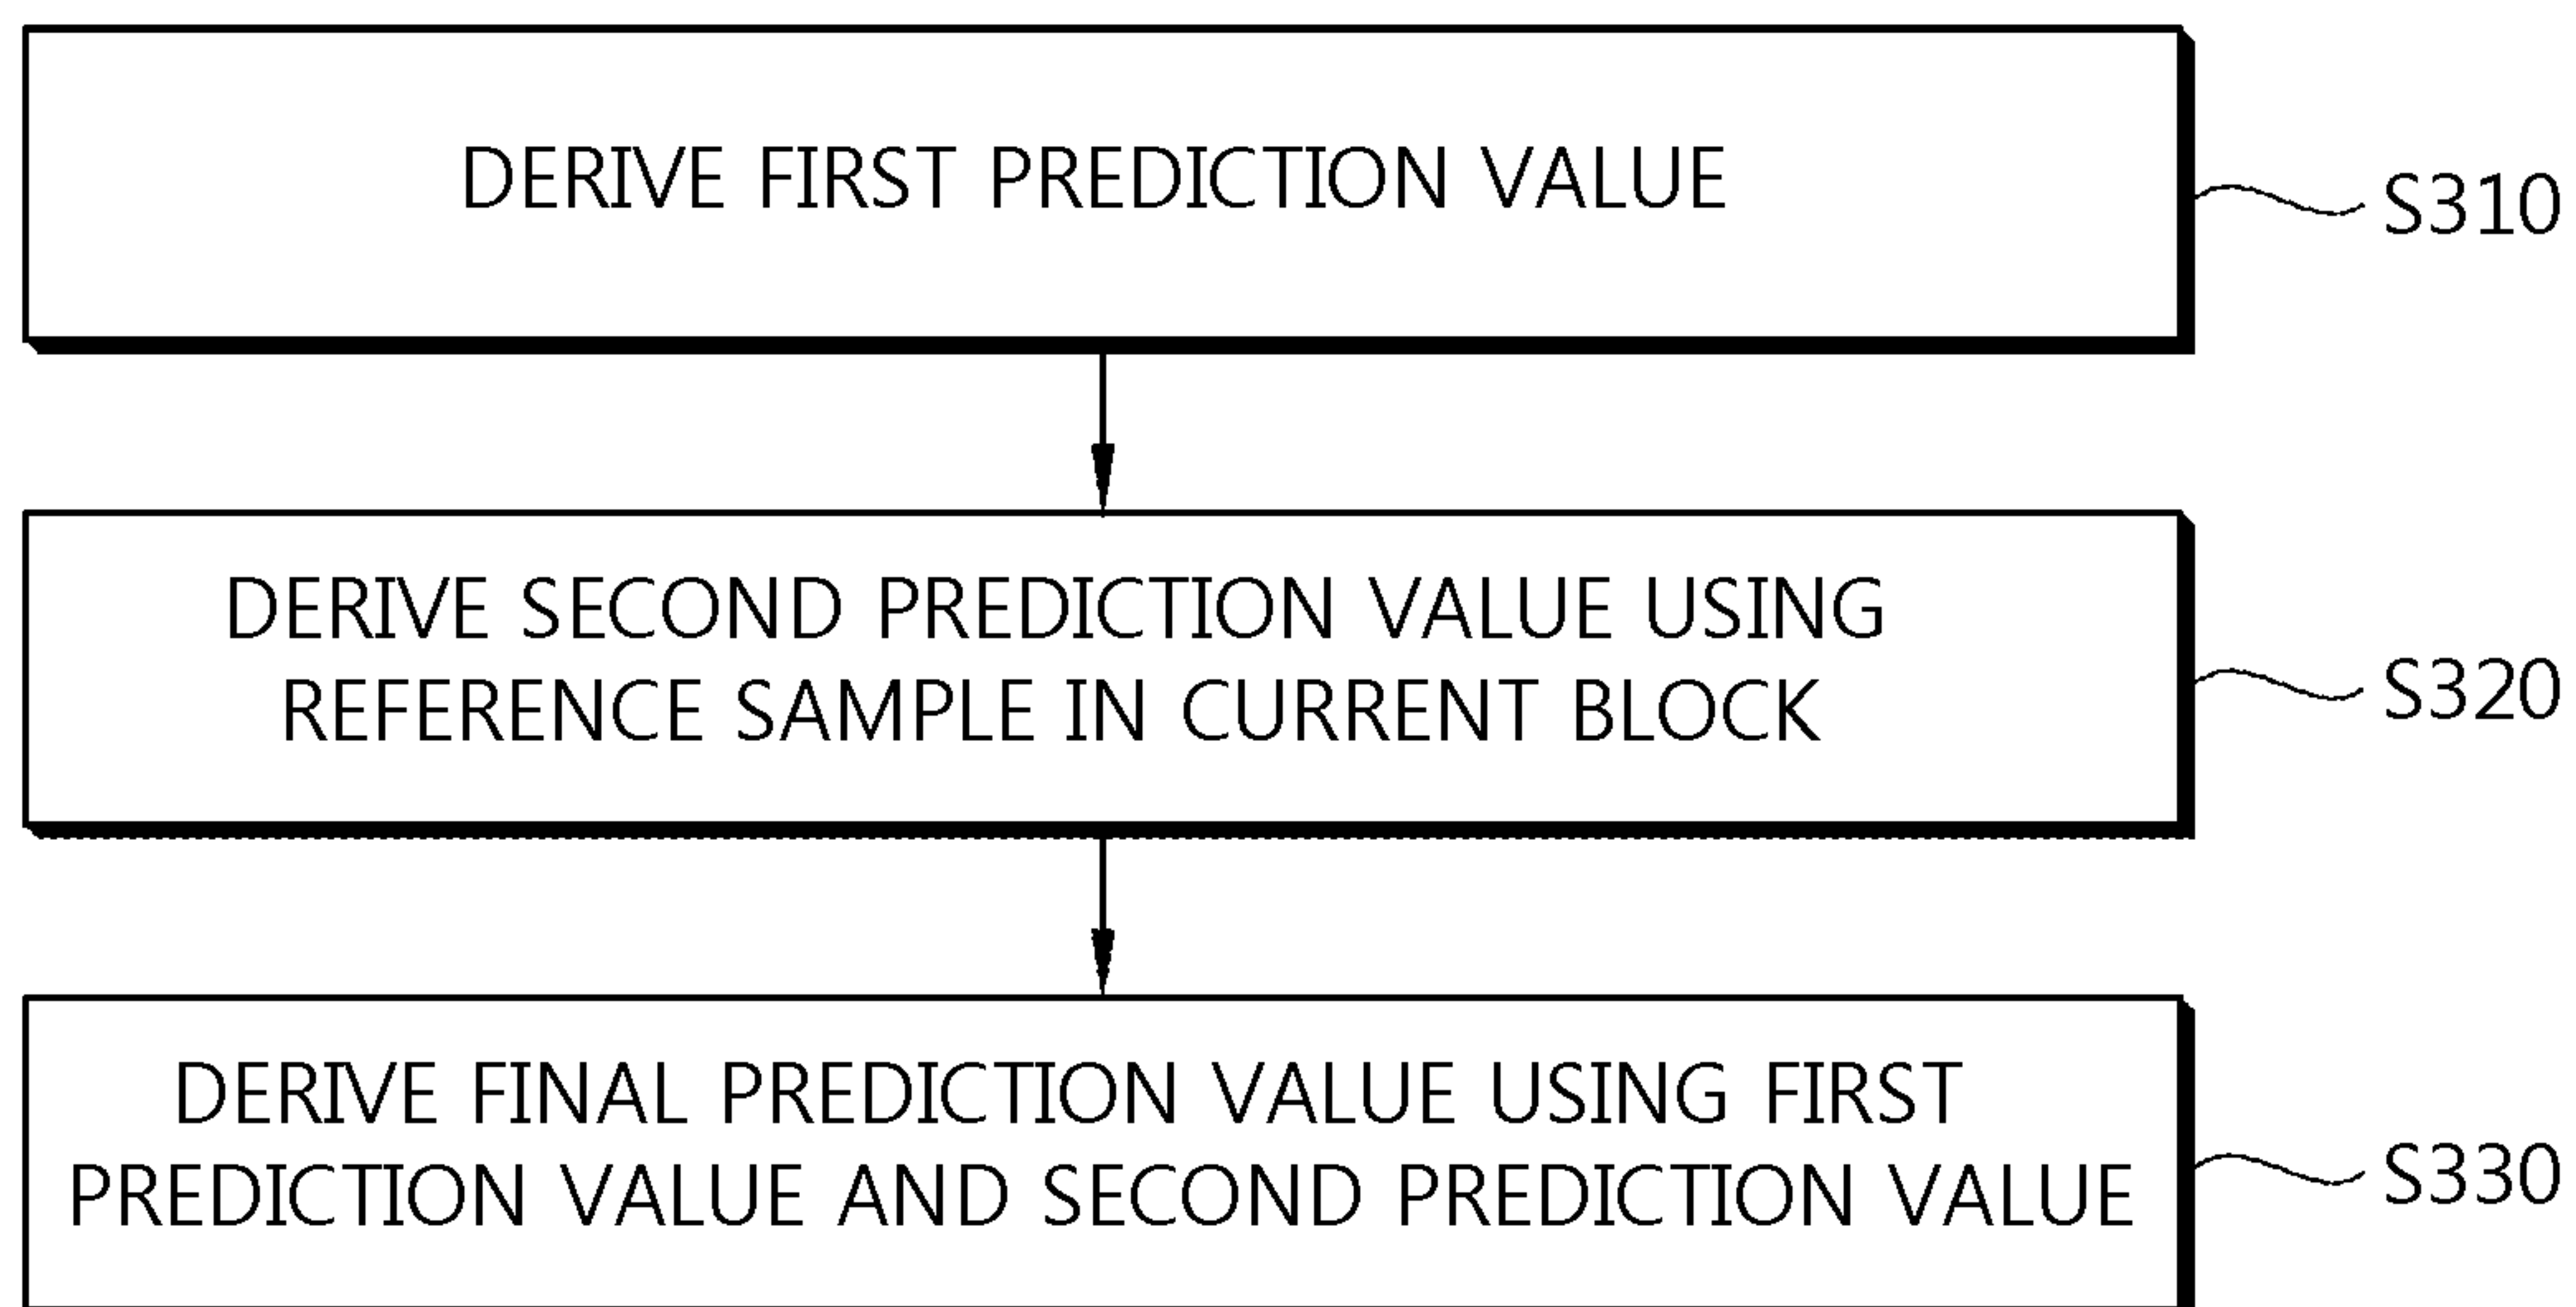 DERIVE FIRST PREDICTION VALUE
S310
DERIVE SECOND PREDICTION VALUE USING
REFERENCE SAMPLE IN CURRENT BLOCK
S320
DERIVE FINAL PREDICTION VALUE USING FIRST
PREDICTION VALUE AND SECOND PREDICTION VALUE
S330